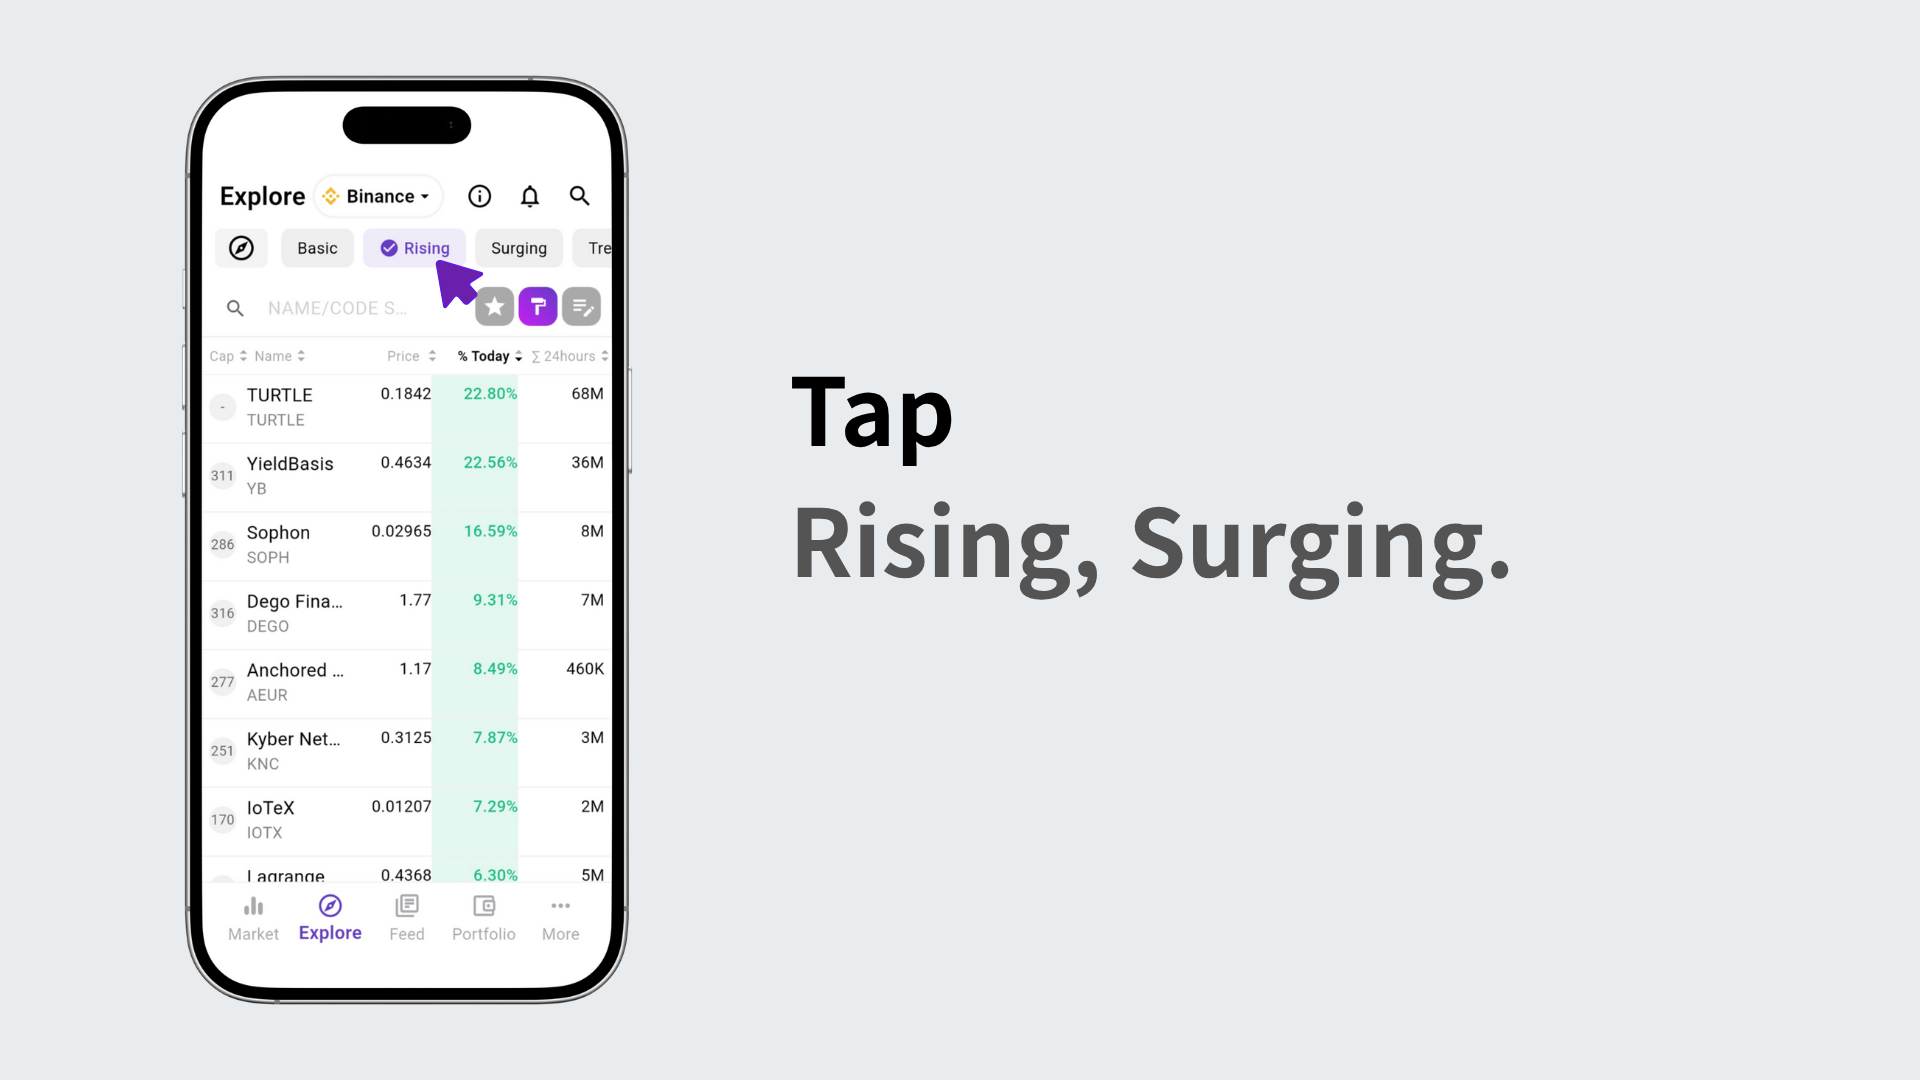 Explore Binance
Basic Rising Surging Tre
NAME/CODE S...
Cap Name Price % Today Σ 24hours
- TURTLE 0.1842 22.80% 68M
TURTLE
311 YieldBasis 0.4634 22.56% 36M
YB
286 Sophon 0.02965 16.59% 8M
SOPH
316 Dego Fina... 1.77 9.31% 7M
DEGO
277 Anchored ... 1.17 8.49% 460K
AEUR
251 Kyber Net... 0.3125 7.87% 3M
KNC
170 IoTeX 0.01207 7.29% 2M
IOTX
Lagrange 0.4368 6.30% 5M
Market Explore Feed Portfolio More
Tap
Rising, Surging.